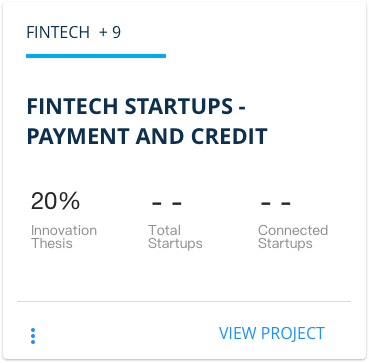 FINTECH + 9
FINTECH STARTUPS -
PAYMENT AND CREDIT
20% -- --
Innovation Thesis Total Startups Connected Startups
VIEW PROJECT